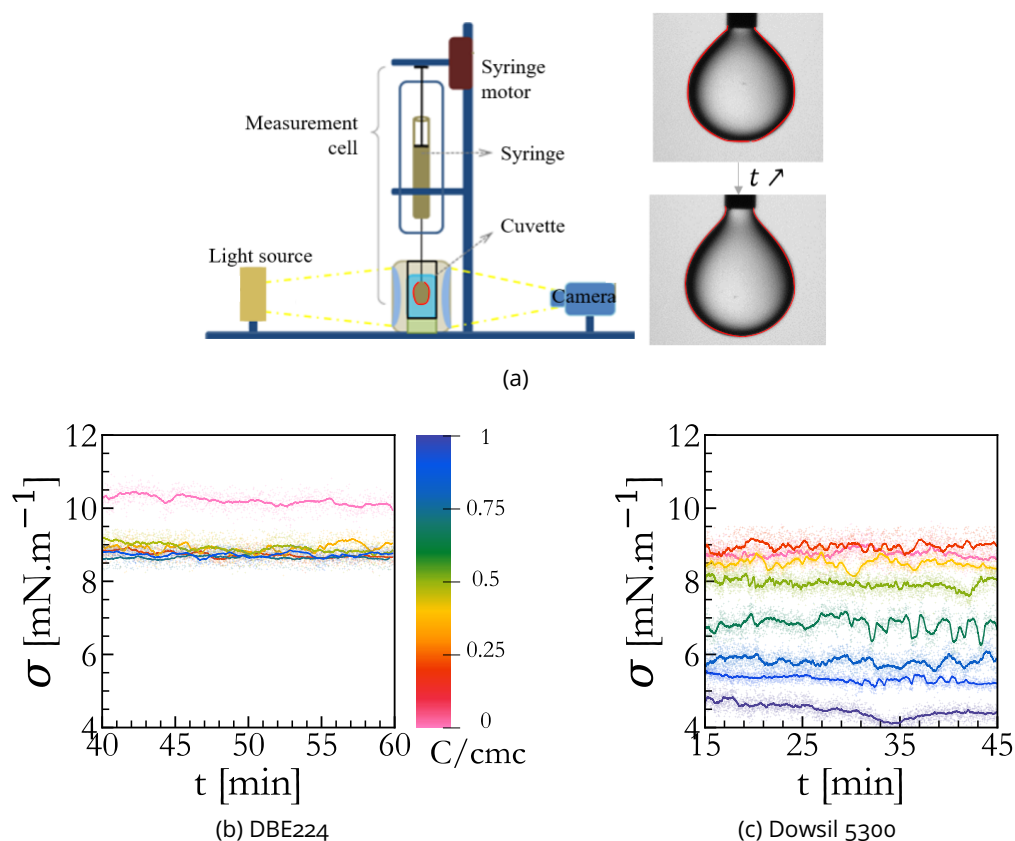 Syringe
motor
Measurement
cell
Syringe
Cuvette
Light source
Camera
t ↗
(a)
12
10
8
6
4
σ [mN.m⁻¹]
40 45 50 55 60
t [min]
1
0.75
0.5
0.25
0
C/cmc
(b) DBE224
12
10
8
6
4
σ [mN.m⁻¹]
15 25 35 45
t [min]
(c) Dowsil 5300